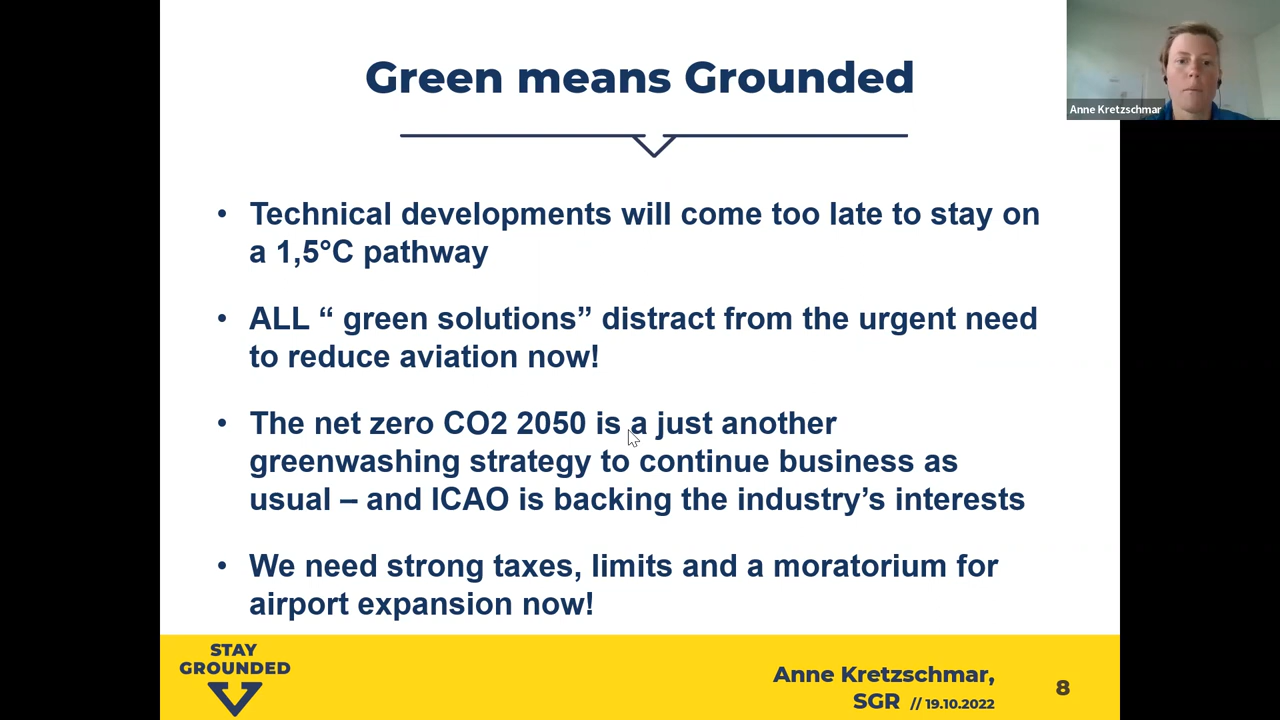 Green means Grounded
Anne Kretzschmar
• Technical developments will come too late to stay on
a 1,5°C pathway
• ALL “ green solutions” distract from the urgent need
to reduce aviation now!
• The net zero CO2 2050 is a just another
greenwashing strategy to continue business as
usual – and ICAO is backing the industry’s interests
• We need strong taxes, limits and a moratorium for
airport expansion now!
STAY
GROUNDED
Anne Kretzschmar,
SGR // 19.10.2022
8